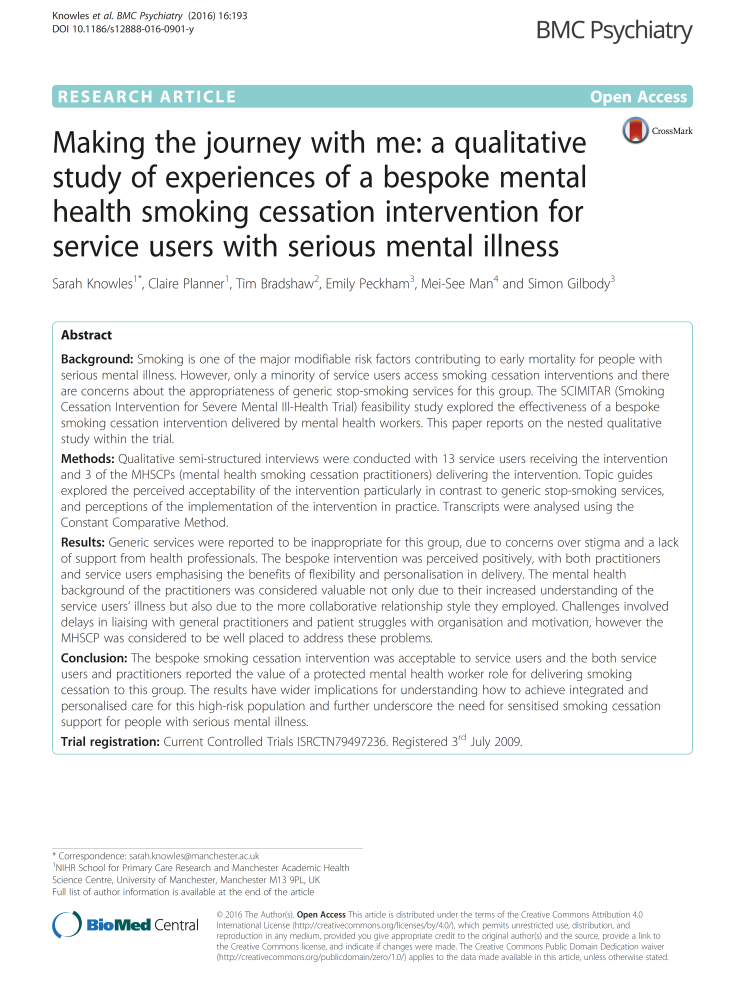 Knowles et al. BMC Psychiatry (2016) 16:193
DOI 10.1186/s12888-016-0901-y
BMC Psychiatry
RESEARCH ARTICLE
Open Access
CrossMark
Making the journey with me: a qualitative
study of experiences of a bespoke mental
health smoking cessation intervention for
service users with serious mental illness
Sarah Knowles1*, Claire Planner1, Tim Bradshaw2, Emily Peckham3, Mei-See Man4 and Simon Gilbody3
Abstract
Background: Smoking is one of the major modifiable risk factors contributing to early mortality for people with
serious mental illness. However, only a minority of service users access smoking cessation interventions and there
are concerns about the appropriateness of generic stop-smoking services for this group. The SCIMITAR (Smoking
Cessation Intervention for Severe Mental Ill-Health Trial) feasibility study explored the effectiveness of a bespoke
smoking cessation intervention delivered by mental health workers. This paper reports on the nested qualitative
study within the trial.
Methods: Qualitative semi-structured interviews were conducted with 13 service users receiving the intervention
and 3 of the MHSCPs (mental health smoking cessation practitioners) delivering the intervention. Topic guides
explored the perceived acceptability of the intervention particularly in contrast to generic stop-smoking services,
and perceptions of the implementation of the intervention in practice. Transcripts were analysed using the
Constant Comparative Method.
Results: Generic services were reported to be inappropriate for this group, due to concerns over stigma and a lack
of support from health professionals. The bespoke intervention was perceived positively, with both practitioners
and service users emphasising the benefits of flexibility and personalisation in delivery. The mental health
background of the practitioners was considered valuable not only due to their increased understanding of the
service users' illness but also due to the more collaborative relationship style they employed. Challenges involved
delays in liaising with general practitioners and patient struggles with organisation and motivation, however the
MHSCP was considered to be well placed to address these problems.
Conclusion: The bespoke smoking cessation intervention was acceptable to service users and the both service
users and practitioners reported the value of a protected mental health worker role for delivering smoking
cessation to this group. The results have wider implications for understanding how to achieve integrated and
personalised care for this high-risk population and further underscore the need for sensitised smoking cessation
support for people with serious mental illness.
Trial registration: Current Controlled Trials ISRCTN79497236. Registered 3rd July 2009.
* Correspondence: sarah.knowles@manchester.ac.uk
1NIHR School for Primary Care Research and Manchester Academic Health
Science Centre, University of Manchester, Manchester M13 9PL, UK
Full list of author information is available at the end of the article
BioMed Central
© 2016 The Author(s). Open Access This article is distributed under the terms of the Creative Commons Attribution 4.0
International License (http://creativecommons.org/licenses/by/4.0/), which permits unrestricted use, distribution, and
reproduction in any medium, provided you give appropriate credit to the original author(s) and the source, provide a link to
the Creative Commons license, and indicate if changes were made. The Creative Commons Public Domain Dedication waiver
(http://creativecommons.org/publicdomain/zero/1.0/) applies to the data made available in this article, unless otherwise stated.